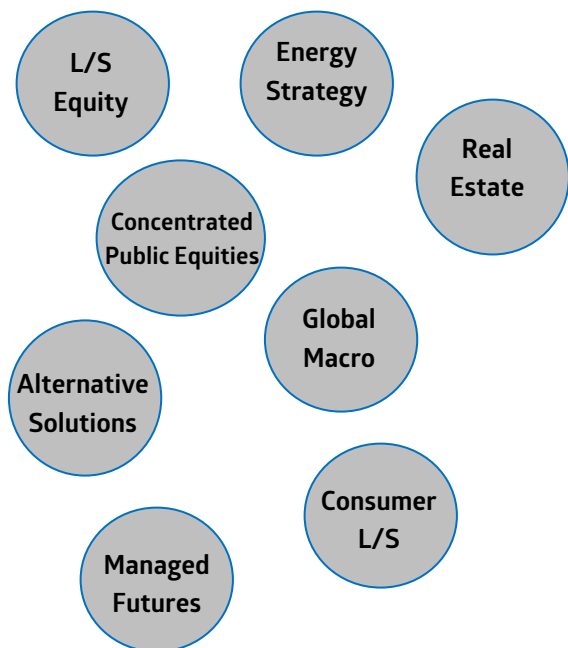 L/S
Equity
Energy
Strategy
Real
Estate
Concentrated
Public Equities
Global
Macro
Alternative
Solutions
Consumer
L/S
Managed
Futures